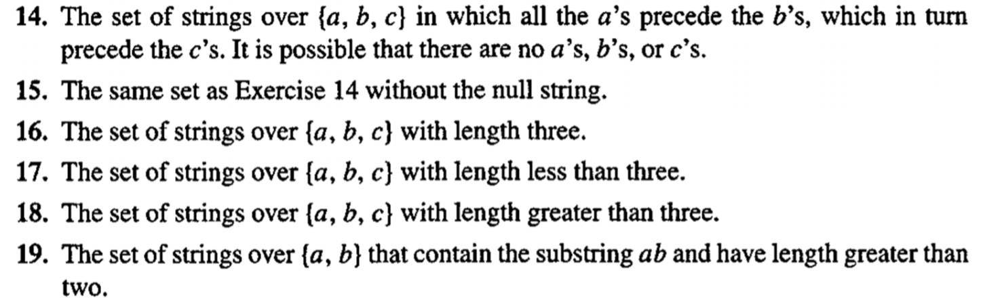 14. The set of strings over {a, b, c} in which all the a's precede the b's, which in turn
precede the c's. It is possible that there are no a's, b's, or c's.
15. The same set as Exercise 14 without the null string.
16. The set of strings over {a, b, c} with length three.
17. The set of strings over {a, b, c} with length less than three.
18. The set of strings over {a, b, c} with length greater than three.
19. The set of strings over {a, b} that contain the substring ab and have length greater than
two.